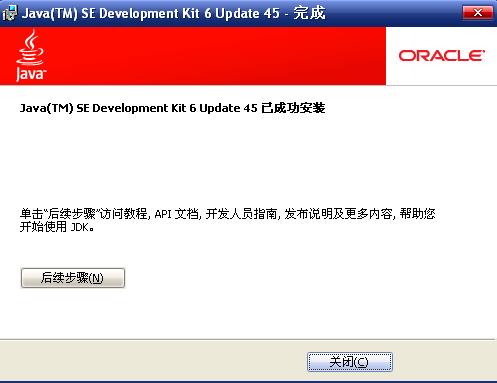 Java(TM) SE Development Kit 6 Update 45 - 完成
Java™
ORACLE®
Java(TM) SE Development Kit 6 Update 45 已成功安装
单击“后续步骤”访问教程, API 文档, 开发人员指南, 发布说明及更多内容, 帮助您
开始使用 JDK。
后续步骤(N)
关闭(C)